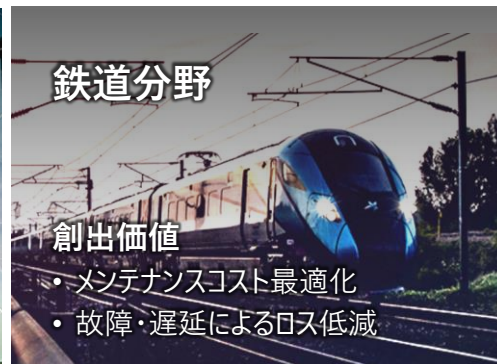 鉄道分野
創出価値
• メンテナンスコスト最適化
• 故障・遅延によるロス低減